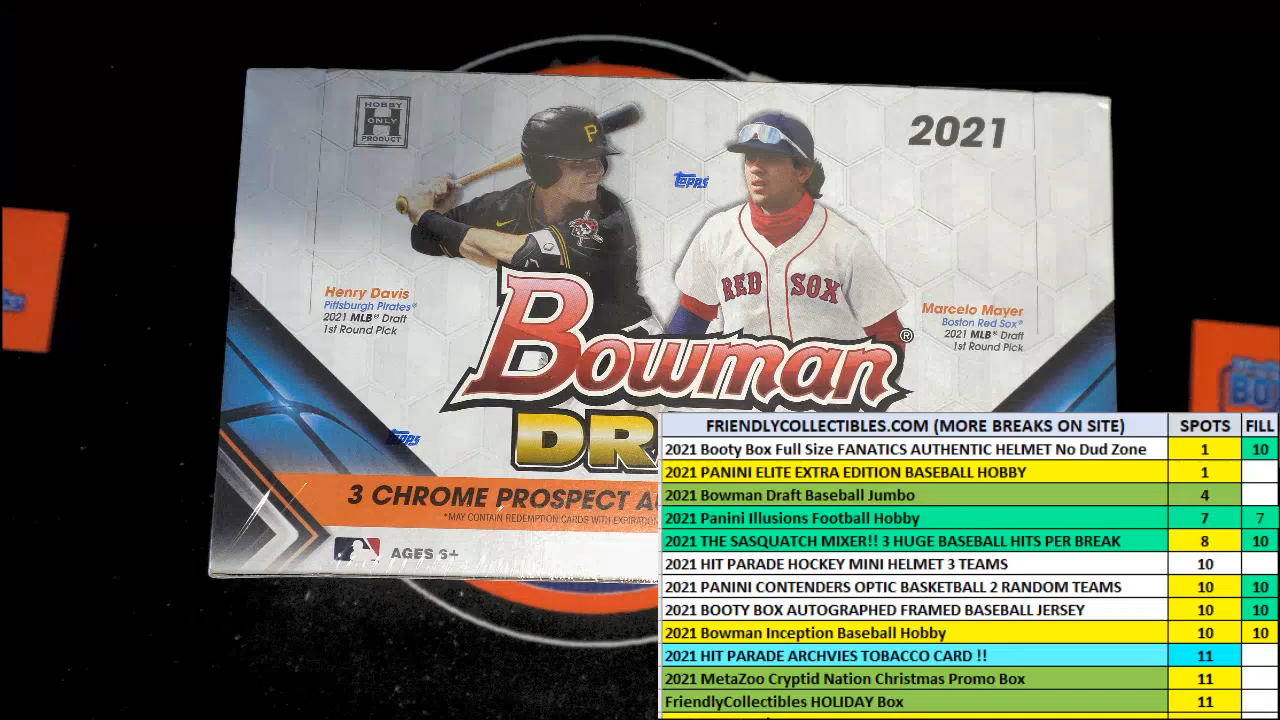 HOBBY
ONLY
PRODUCT
2021
P
Topps
RED SOX
Henry Davis
Pittsburgh Pirates®
2021 MLB® Draft
1st Round Pick
Marcelo Mayer
Boston Red Sox®
2021 MLB® Draft
1st Round Pick
Bowman®
DR
Topps
3 CHROME PROSPECT A
*MAY CONTAIN REDEMPTION CARDS WITH
AGES 6+
FRIENDLYCOLLECTIBLES.COM (MORE BREAKS ON SITE) SPOTS FILL
2021 Booty Box Full Size FANATICS AUTHENTIC HELMET No Dud Zone 1 10
2021 PANINI ELITE EXTRA EDITION BASEBALL HOBBY 1
2021 Bowman Draft Baseball Jumbo 4
2021 Panini Illusions Football Hobby 7 7
2021 THE SASQUATCH MIXER!! 3 HUGE BASEBALL HITS PER BREAK 8 10
2021 HIT PARADE HOCKEY MINI HELMET 3 TEAMS 10
2021 PANINI CONTENDERS OPTIC BASKETBALL 2 RANDOM TEAMS 10 10
2021 BOOTY BOX AUTOGRAPHED FRAMED BASEBALL JERSEY 10 10
2021 Bowman Inception Baseball Hobby 10 10
2021 HIT PARADE ARCHVIES TOBACCO CARD !! 11
2021 MetaZoo Cryptid Nation Christmas Promo Box 11
FriendlyCollectibles HOLIDAY Box 11